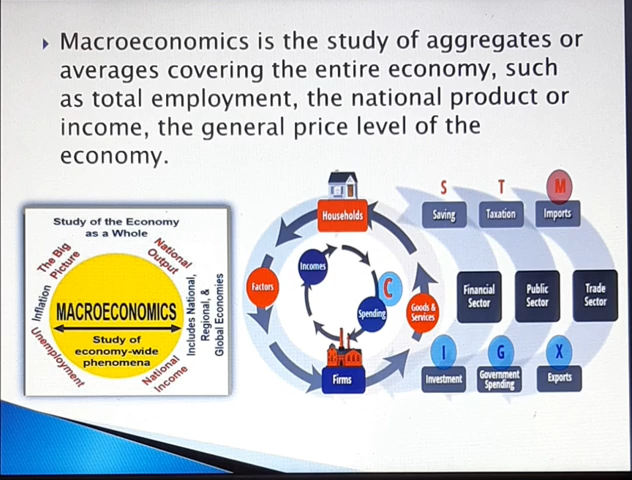 Macroeconomics is the study of aggregates or
averages covering the entire economy, such
as total employment, the national product or
income, the general price level of the
economy.
Study of the Economy
as a Whole
The Big
Picture
National
Output
Inflation
MACROECONOMICS
Includes National,
Regional, &
Global Economies
Study of
economy-wide
phenomena
Unemployment
National
Income
Households
Incomes
Factors
C
Spending
Goods &
Services
Firms
S
T
M
Saving
Taxation
Imports
Financial
Sector
Public
Sector
Trade
Sector
I
G
X
Investment
Government
Spending
Exports